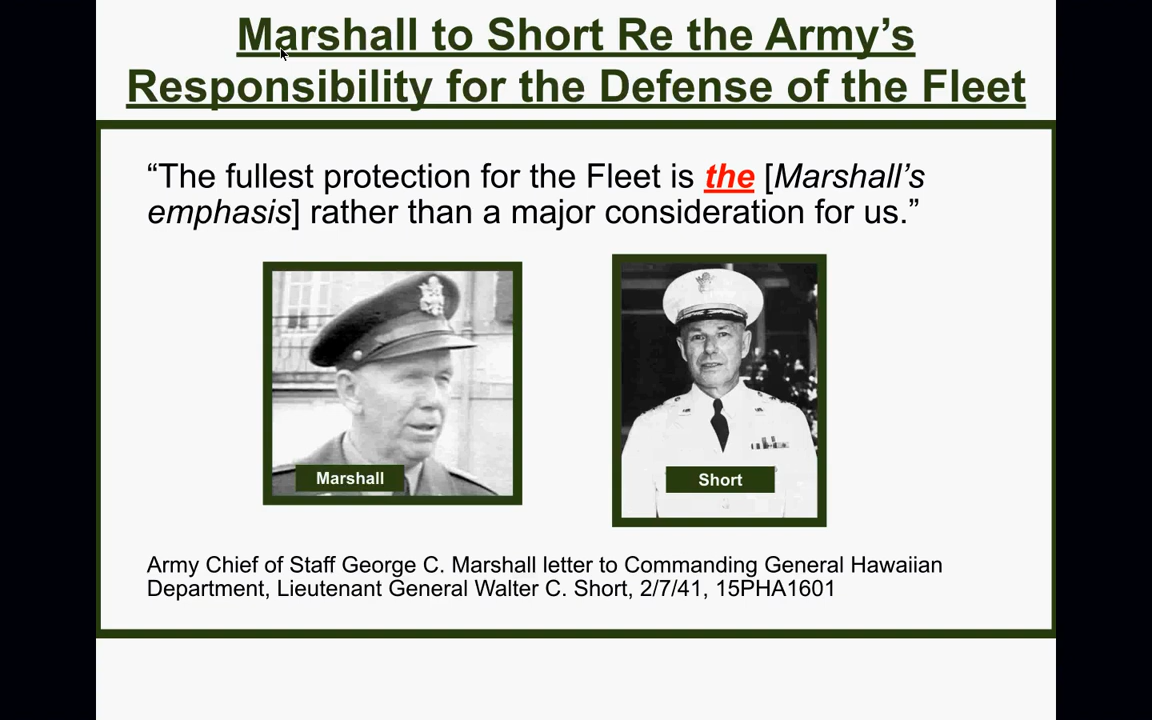 Marshall to Short Re the Army’s
Responsibility for the Defense of the Fleet
“The fullest protection for the Fleet is the [Marshall’s
emphasis] rather than a major consideration for us.”
Marshall
Short
Army Chief of Staff George C. Marshall letter to Commanding General Hawaiian
Department, Lieutenant General Walter C. Short, 2/7/41, 15PHA1601